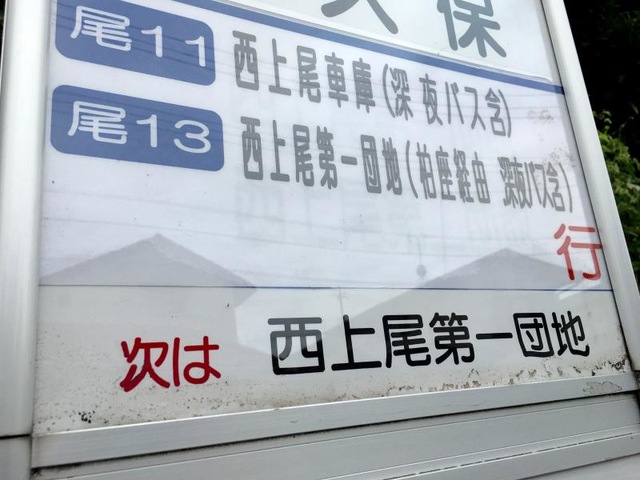 久保
尾11 西上尾車庫(深夜バス含)
尾13 西上尾第一団地(柏座経由 深夜バス含)
行
次は 西上尾第一団地